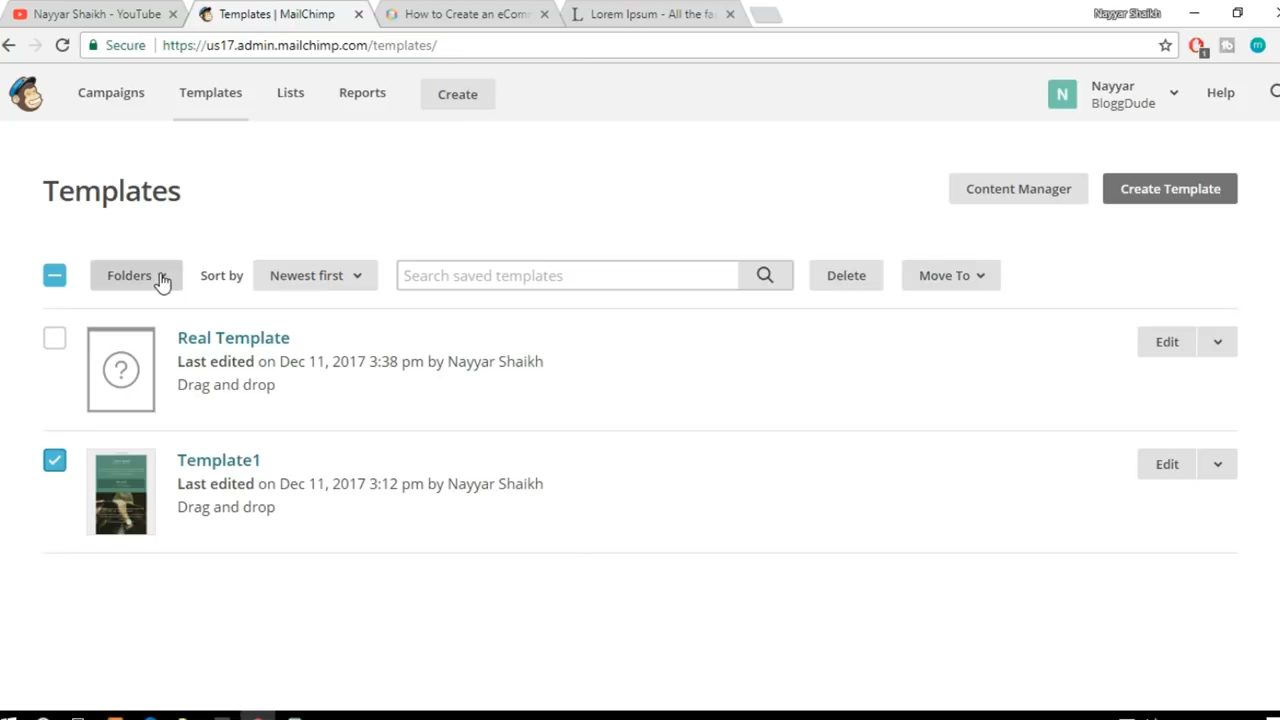 Nayyar Shaikh - YouTube
Templates | MailChimp
How to Create an eCom
Lorem Ipsum - All the fa
Nayyar Shaikh
Secure
https://us17.admin.mailchimp.com/templates/
1
m
Campaigns
Templates
Lists
Reports
Create
N
Nayyar
BloggDude
Help
Templates
Content Manager
Create Template
Folders
Sort by
Newest first
Search saved templates
Delete
Move To
Real Template
Last edited on Dec 11, 2017 3:38 pm by Nayyar Shaikh
Drag and drop
Edit
?
Template1
Last edited on Dec 11, 2017 3:12 pm by Nayyar Shaikh
Drag and drop
Edit